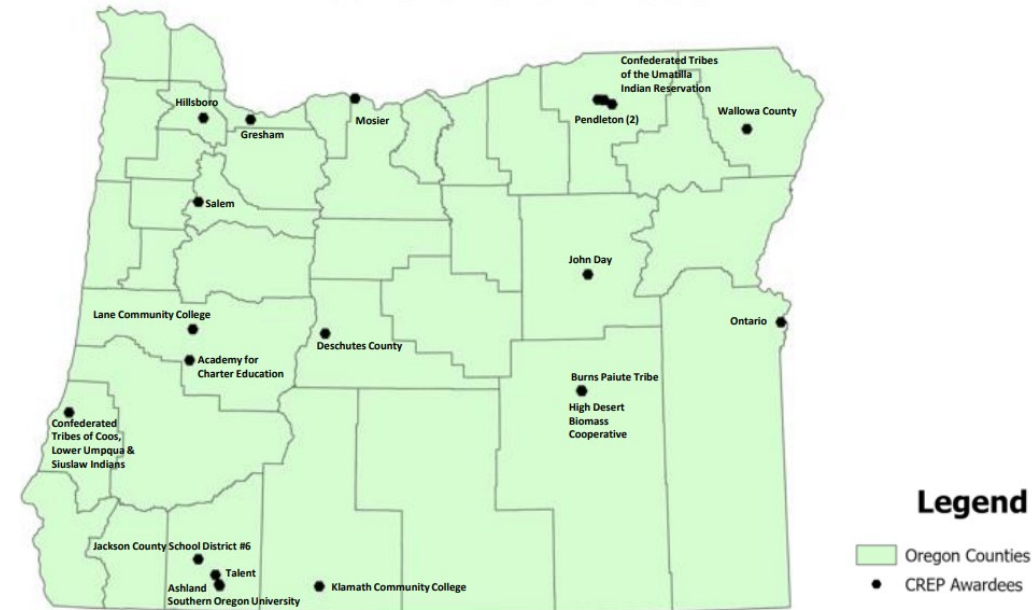 Confederated Tribes
of the Umatilla
Indian Reservation
Hillsboro
Wallowa County
Gresham
Mosier
Pendleton (2)
Salem
John Day
Lane Community College
Ontario
Deschutes County
Academy for
Charter Education
Burns Paiute Tribe
High Desert
Biomass
Cooperative
Confederated
Tribes of Coos,
Lower Umpqua &
Siuslaw Indians
Legend
Jackson County School District #6
Oregon Counties
Talent
Ashland
Klamath Community College
CREP Awardees
Southern Oregon University